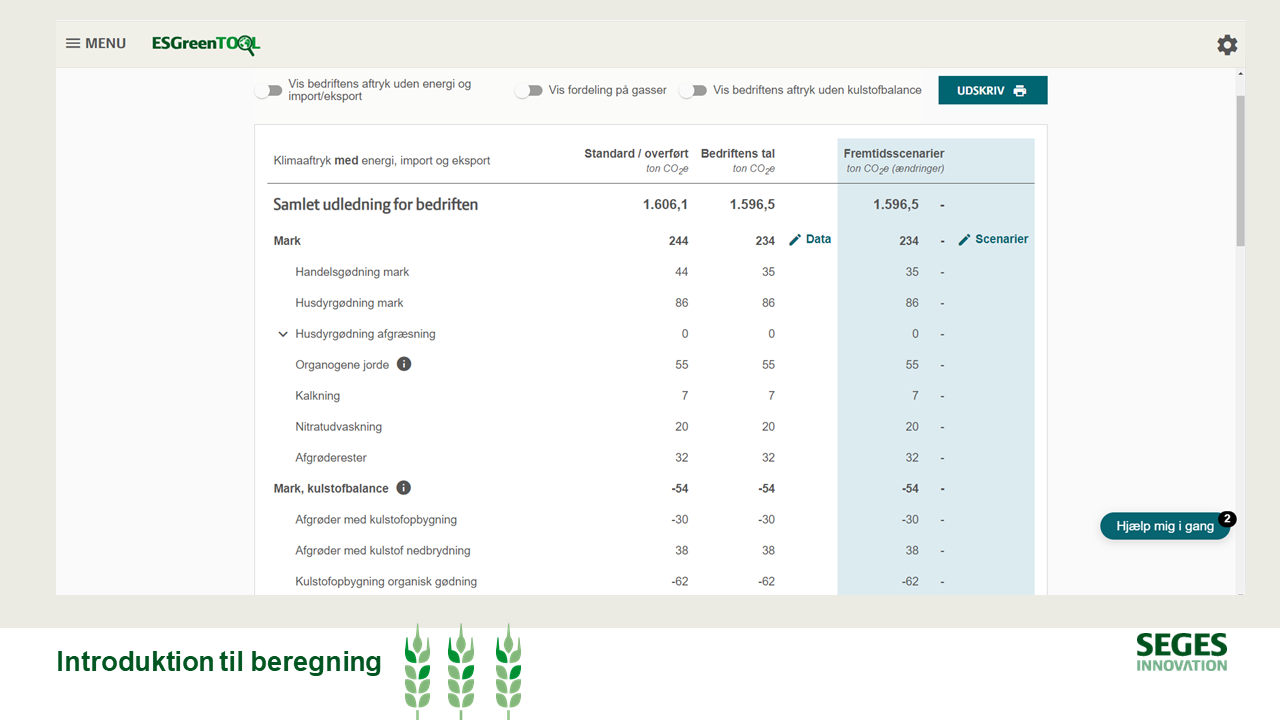 MENU
ESGreenTOOL
Vis bedriftens aftryk uden energi og
import/eksport
Vis fordeling på gasser
Vis bedriftens aftryk uden kulstofbalance
UDSKRIV
Klimaaftryk med energi, import og eksport
Standard / overført Bedriftens tal Fremtidsscenarier
ton CO2e ton CO2e ton CO2e (ændringer)
Samlet udledning for bedriften 1.606,1 1.596,5 1.596,5 -
Mark 244 234 Data 234 - Scenarier
Handelsgødning mark 44 35 35 -
Husdyrgødning mark 86 86 86 -
Husdyrgødning afgræsning 0 0 0 -
Organogene jorde i 55 55 55 -
Kalkning 7 7 7 -
Nitratudvaskning 20 20 20 -
Afgrøderester 32 32 32 -
Mark, kulstofbalance i -54 -54 -54 -
Afgrøder med kulstofopbygning -30 -30 -30 -
Afgrøder med kulstof nedbrydning 38 38 38 -
Kulstofopbygning organisk gødning -62 -62 -62 -
Hjælp mig i gang 2
Introduktion til beregning
SEGES
INNOVATION